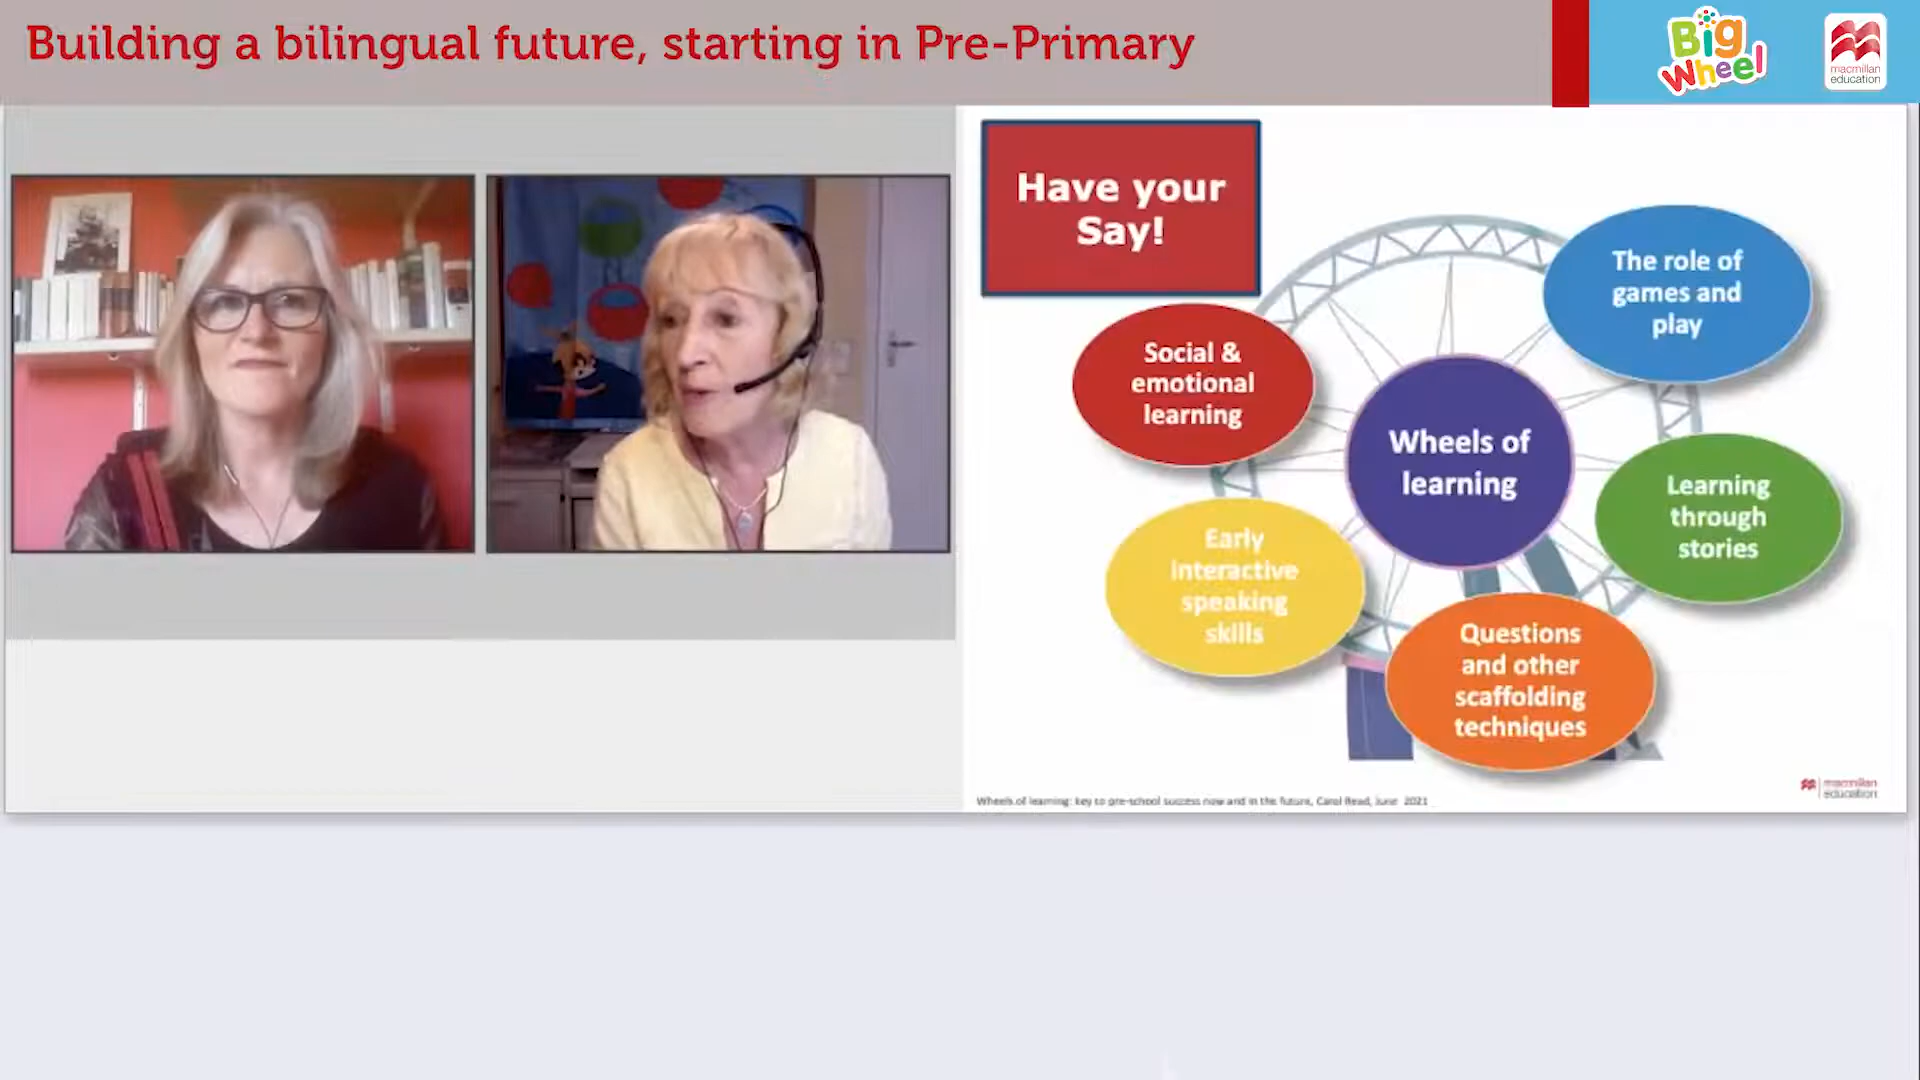 Building a bilingual future, starting in Pre-Primary
Big
Wheel
macmillan
education
Have your
Say!
The role of
games and
play
Social &
emotional
learning
Wheels of
learning
Learning
through
stories
Early
interactive
speaking
skills
Questions
and other
scaffolding
techniques
Wheels of learning: key to pre-school success now and in the future, Carol Read, June 2021
macmillan
education